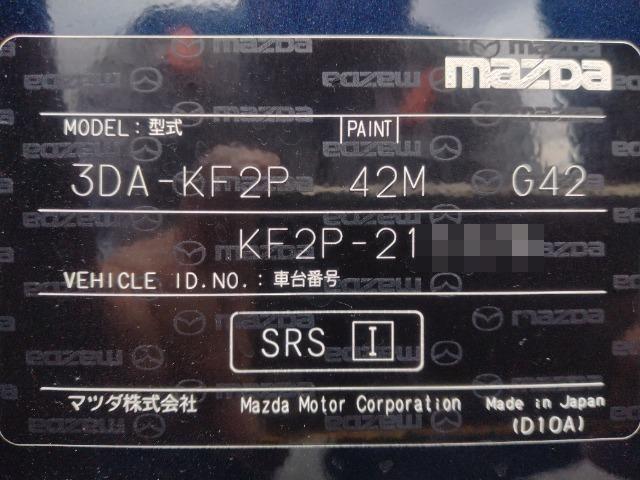 mazda
MODEL : 型式 PAINT
3DA-KF2P 42M G42
KF2P-21
VEHICLE ID.NO. : 車台番号
SRS I
マツダ株式会社 Mazda Motor Corporation Made in Japan
(D10A)